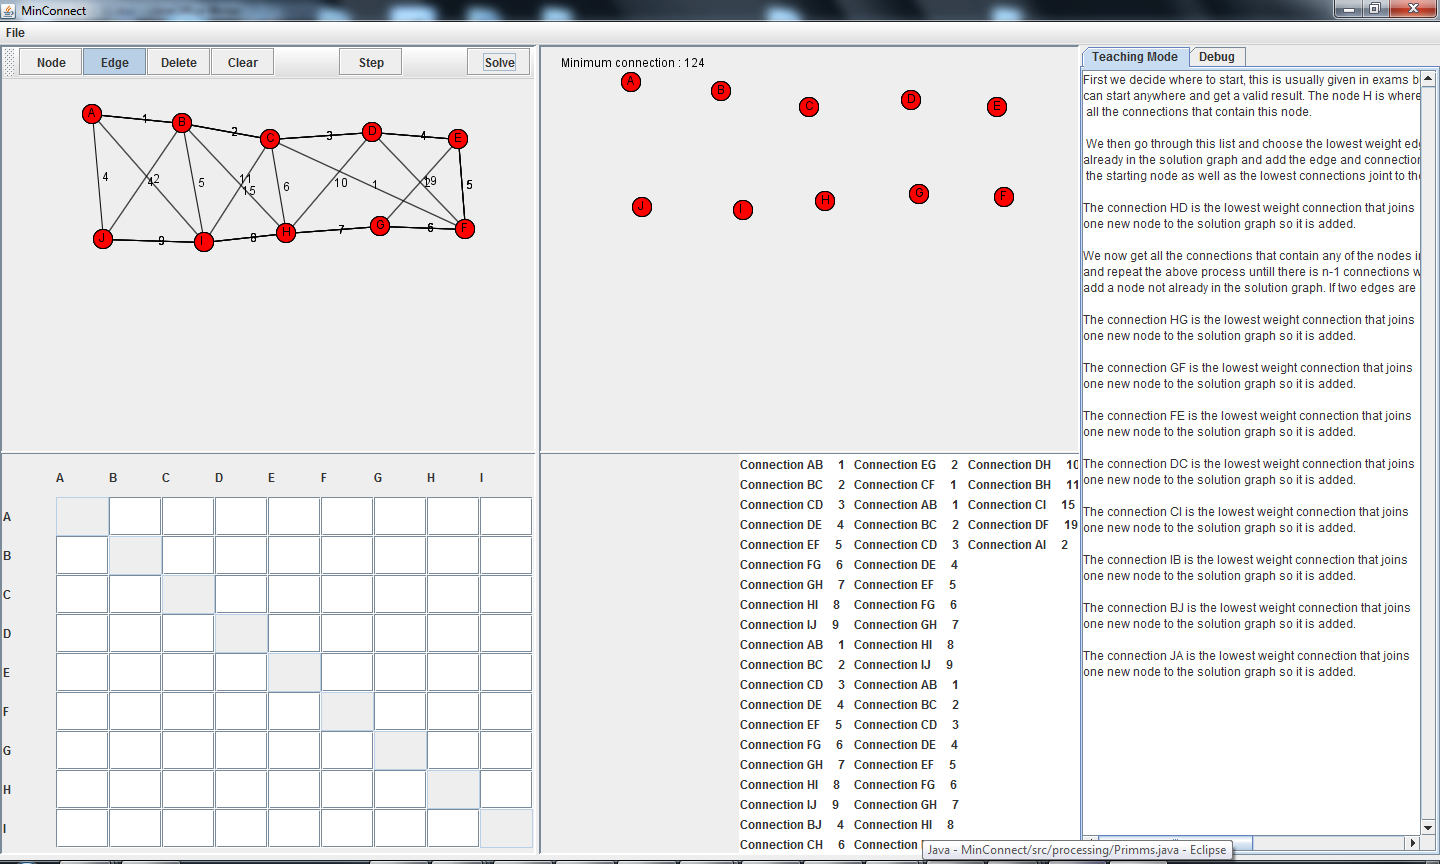 MinConnect
File
Node Edge Delete Clear Step Solve
A B C D E F G H I J
1 2 3 4
4 42 5 11 15 6 10 1 5
9 8 7 6
Minimum connection : 124
A B C D E
J I H G F
A B C D E F G H I
A
B
C
D
E
F
G
H
I
Connection AB 1 Connection EG 2 Connection DH 10
Connection BC 2 Connection CF 1 Connection BH 11
Connection CD 3 Connection AB 1 Connection CI 15
Connection DE 4 Connection BC 2 Connection DF 19
Connection EF 5 Connection CD 3 Connection AI 2
Connection FG 6 Connection DE 4
Connection GH 7 Connection EF 5
Connection HI 8 Connection FG 6
Connection IJ 9 Connection GH 7
Connection AB 1 Connection HI 8
Connection BC 2 Connection IJ 9
Connection CD 3 Connection AB 1
Connection DE 4 Connection BC 2
Connection EF 5 Connection CD 3
Connection FG 6 Connection DE 4
Connection GH 7 Connection EF 5
Connection HI 8 Connection FG 6
Connection IJ 9 Connection GH 7
Connection BJ 4 Connection HI 8
Connection CH 6 Connection
Java - MinConnect/src/processing/Primms.java - Eclipse
Teaching Mode Debug
First we decide where to start, this is usually given in exams b
can start anywhere and get a valid result. The node H is where
all the connections that contain this node.
We then go through this list and choose the lowest weight edg
already in the solution graph and add the edge and connection
the starting node as well as the lowest connections joint to the
The connection HD is the lowest weight connection that joins
one new node to the solution graph so it is added.
We now get all the connections that contain any of the nodes in
and repeat the above process untill there is n-1 connections w
add a node not already in the solution graph. If two edges are
The connection HG is the lowest weight connection that joins
one new node to the solution graph so it is added.
The connection GF is the lowest weight connection that joins
one new node to the solution graph so it is added.
The connection FE is the lowest weight connection that joins
one new node to the solution graph so it is added.
The connection DC is the lowest weight connection that joins
one new node to the solution graph so it is added.
The connection CI is the lowest weight connection that joins
one new node to the solution graph so it is added.
The connection IB is the lowest weight connection that joins
one new node to the solution graph so it is added.
The connection BJ is the lowest weight connection that joins
one new node to the solution graph so it is added.
The connection JA is the lowest weight connection that joins
one new node to the solution graph so it is added.